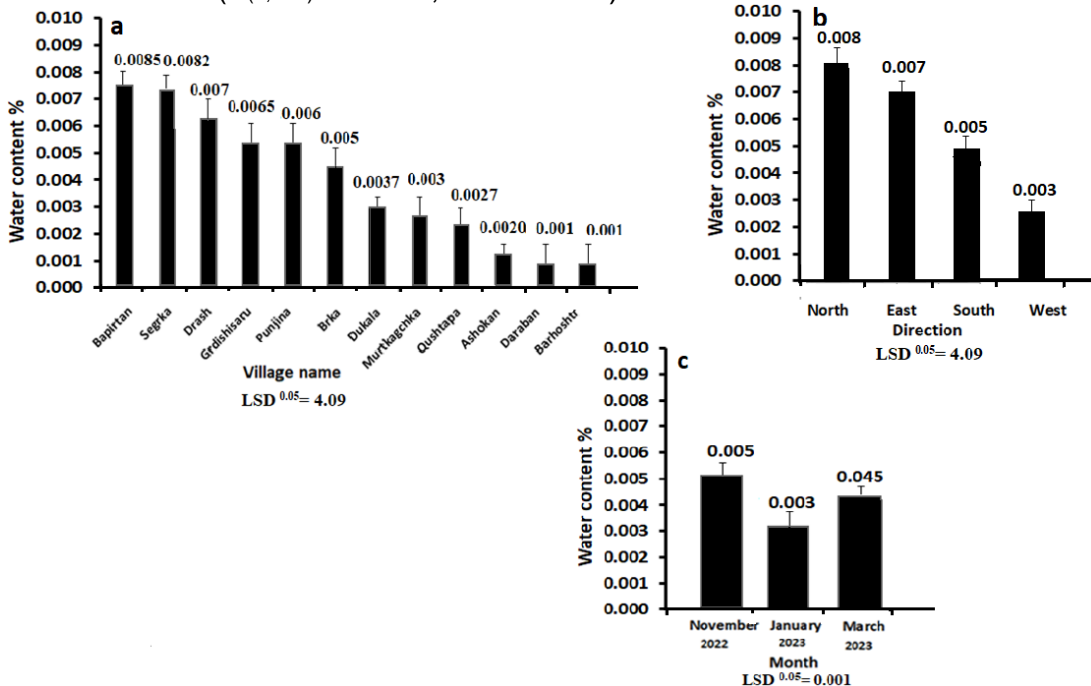 a
0.010
0.009
0.008
0.007
0.006
0.005
0.004
0.003
0.002
0.001
0.000
Water content %
0.0085 0.0082
0.007
0.0065
0.006
0.005
0.0037
0.003
0.0027
0.0020
0.001
0.001
Bapirtan
Segrka
Drash
Grdishisaru
Punjina
Brka
Dukala
Murtkagchka
Qushtapa
Ashokan
Daraban
Barhoshtr
Village name
LSD 0.05= 4.09
b
0.010
0.009
0.008
0.007
0.006
0.005
0.004
0.003
0.002
0.001
0.000
Water content %
0.008
0.007
0.005
0.003
North East South West
Direction
LSD 0.05= 4.09
c
0.010
0.009
0.008
0.007
0.006
0.005
0.004
0.003
0.002
0.001
0.000
Water content %
0.005
0.003
0.045
November January March
2022 2023 2023
Month
LSD 0.05= 0.001